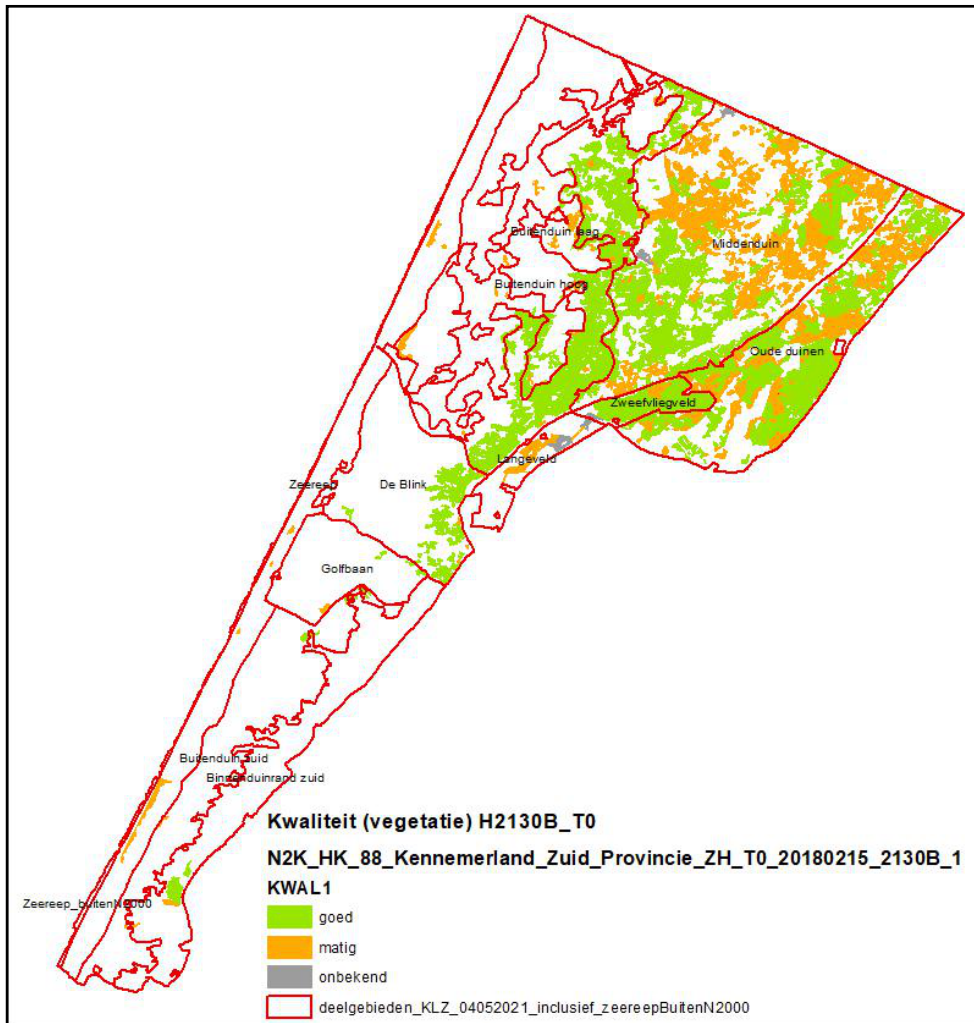 Buitenduin laag
Middenduin
Buitenduin hoog
Oude duinen
Zweefvliegveld
Langeveld
Zeereep
De Blink
Golfbaan
Buitenduin zuid
Binnenduinrand zuid
Zeereep_buitenN2000
Kwaliteit (vegetatie) H2130B_T0
N2K_HK_88_Kennemerland_Zuid_Provincie_ZH_T0_20180215_2130B_1
KWAL1
goed
matig
onbekend
deelgebieden_KLZ_04052021_inclusief_zeereepBuitenN2000